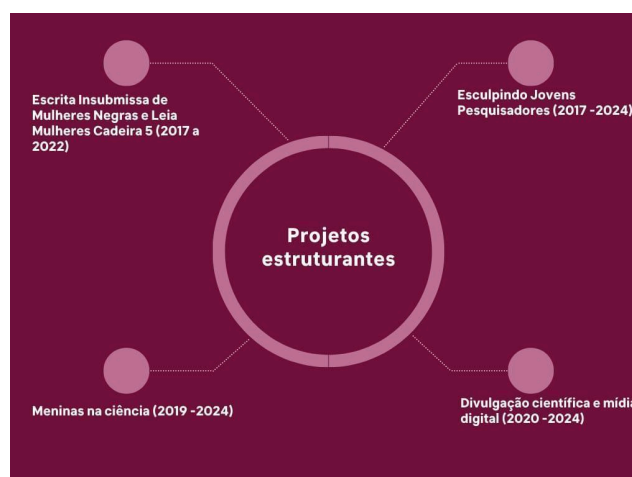 Escrita Insubmissa de
Mulheres Negras e Leia
Mulheres Cadeira 5 (2017 a
2022)
Esculpindo Jovens
Pesquisadores (2017 -2024)
Projetos
estruturantes
Meninas na ciência (2019 -2024)
Divulgação científica e mídia
digital (2020 -2024)